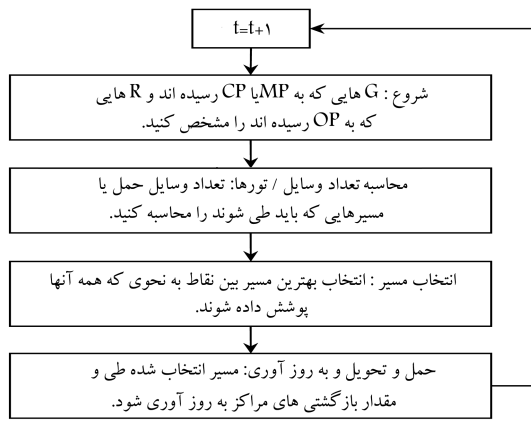 t=t+۱
شروع : G هایی که به MPیا CP رسیده اند و R هایی
که به OP رسیده اند را مشخص کنید.
محاسبه تعداد وسایل / تورها: تعداد وسایل حمل یا
مسیرهایی که باید طی شوند را محاسبه کنید.
انتخاب مسیر : انتخاب بهترین مسیر بین نقاط به نحوی که همه آنها
پوشش داده شوند.
حمل و تحویل و به روز آوری: مسیر انتخاب شده طی و
مقدار بازگشتی های مراکز به روز آوری شود.